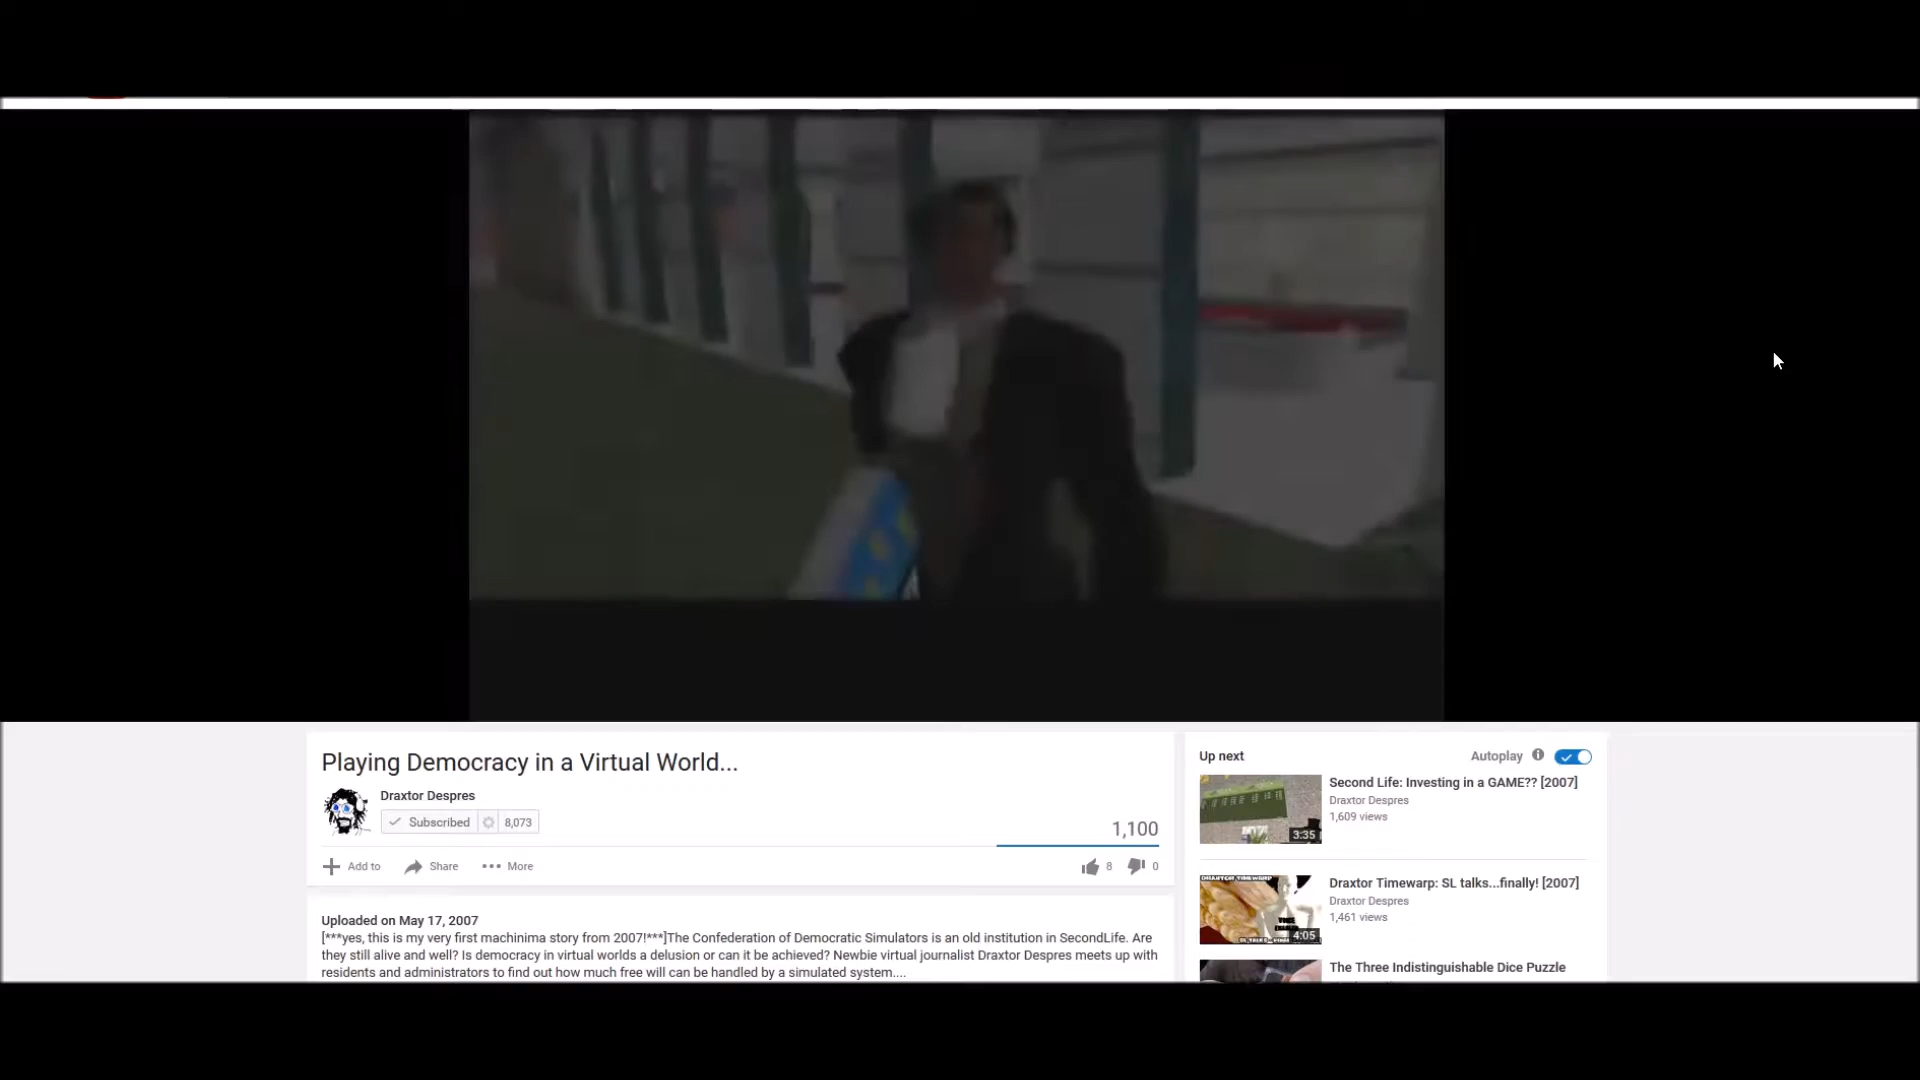 Playing Democracy in a Virtual World...
Draxtor Despres
Subscribed 8,073
1,100
Add to Share More 8 0
Uploaded on May 17, 2007
[***yes, this is my very first machinima story from 2007!***]The Confederation of Democratic Simulators is an old institution in SecondLife. Are
they still alive and well? Is democracy in virtual worlds a delusion or can it be achieved? Newbie virtual journalist Draxtor Despres meets up with
residents and administrators to find out how much free will can be handled by a simulated system....
Up next Autoplay
Second Life: Investing in a GAME?? [2007]
Draxtor Despres
1,609 views
3:35
Draxtor Timewarp: SL talks...finally! [2007]
Draxtor Despres
1,461 views
DRAXTOR TIMEWARP
4:05
The Three Indistinguishable Dice Puzzle